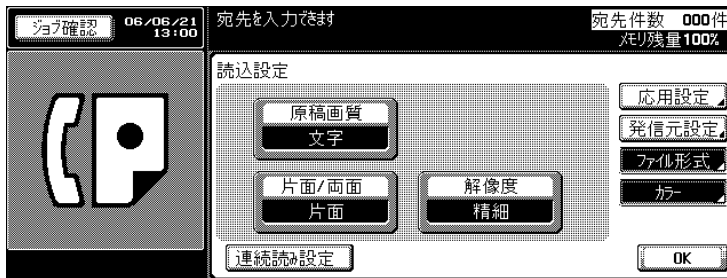 ジョブ確認
06/06/21
13:00
宛先を入力できます
宛先件数 000件
メモリ残量100%
読込設定
原稿画質
文字
片面/両面
片面
解像度
精細
応用設定
発信元設定
ファイル形式
カラー
連続読み設定
OK